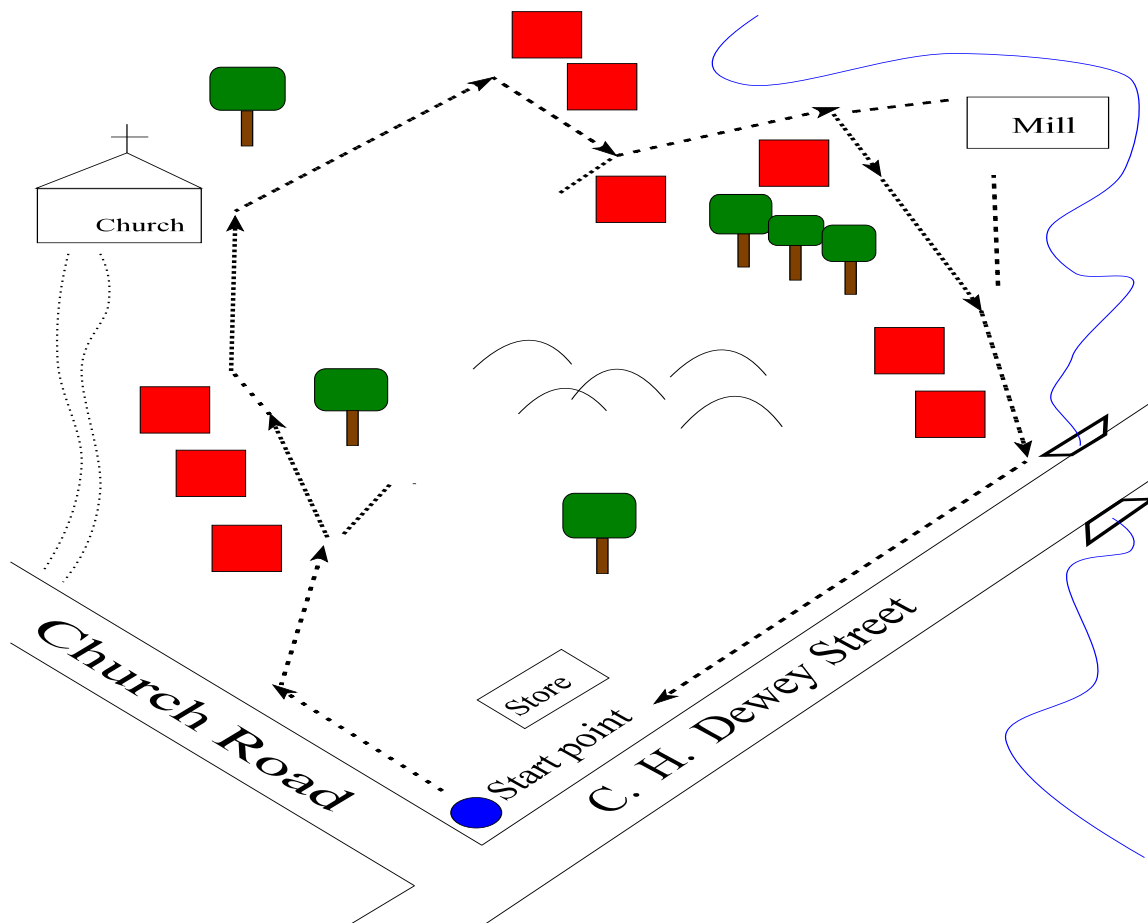 Mill
Church
Church Road
Store
Start point
C. H. Dewey Street